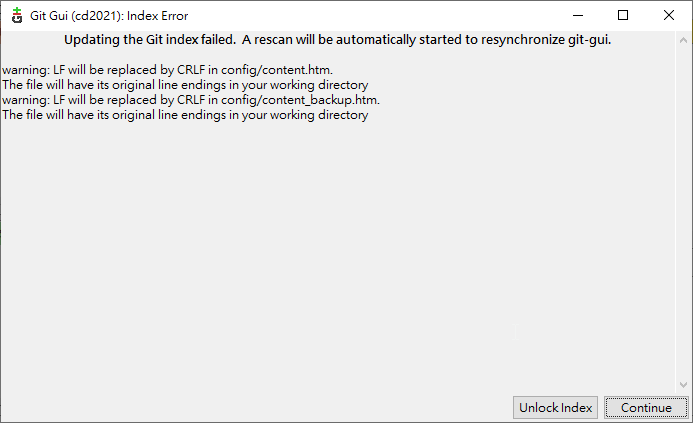 Git Gui (cd2021): Index Error
Updating the Git index failed.  A rescan will be automatically started to resynchronize git-gui.
warning: LF will be replaced by CRLF in config/content.htm.
The file will have its original line endings in your working directory
warning: LF will be replaced by CRLF in config/content_backup.htm.
The file will have its original line endings in your working directory
Unlock Index
Continue